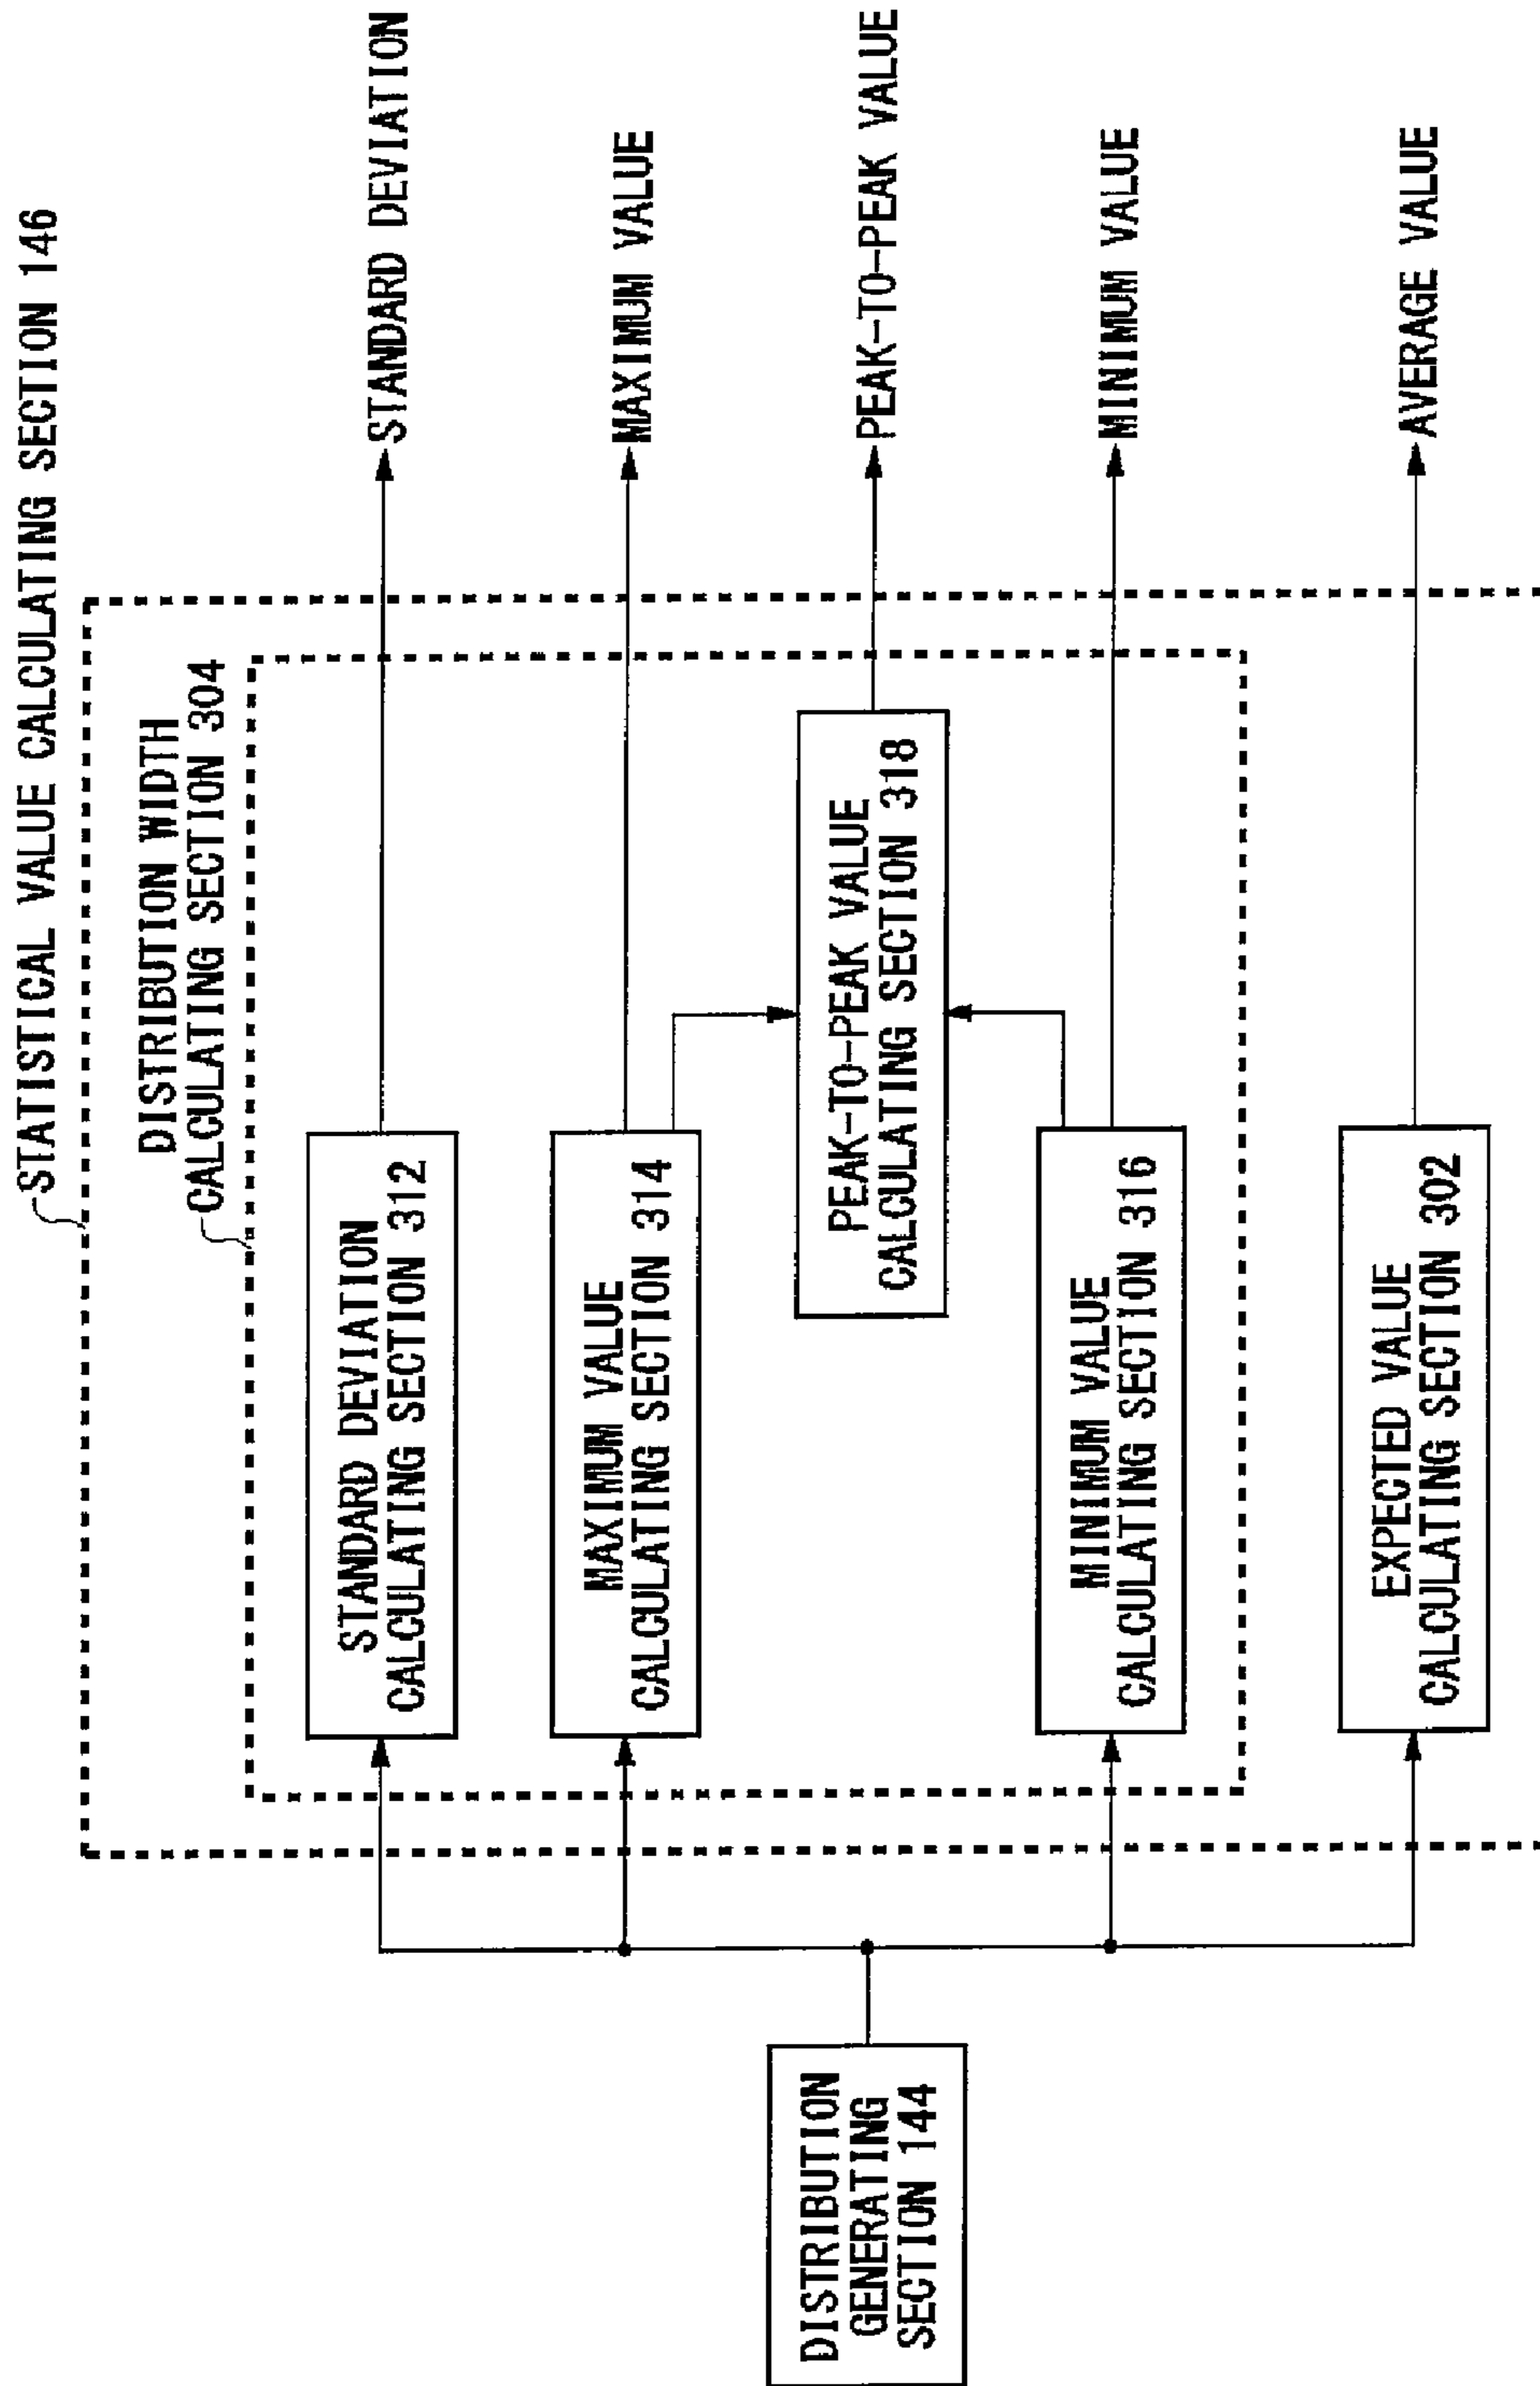 STATISTICAL VALUE CALCULATING SECTION 146
DISTRIBUTION WIDTH
CALCULATING SECTION 304
STANDARD DEVIATION
CALCULATING SECTION 312
STANDARD DEVIATION
MAXIMUM VALUE
CALCULATING SECTION 314
MAXIMUM VALUE
DISTRIBUTION
GENERATING
SECTION 144
PEAK-TO-PEAK VALUE
CALCULATING SECTION 318
PEAK-TO-PEAK VALUE
MINIMUM VALUE
CALCULATING SECTION 316
MINIMUM VALUE
EXPECTED VALUE
CALCULATING SECTION 302
AVERAGE VALUE